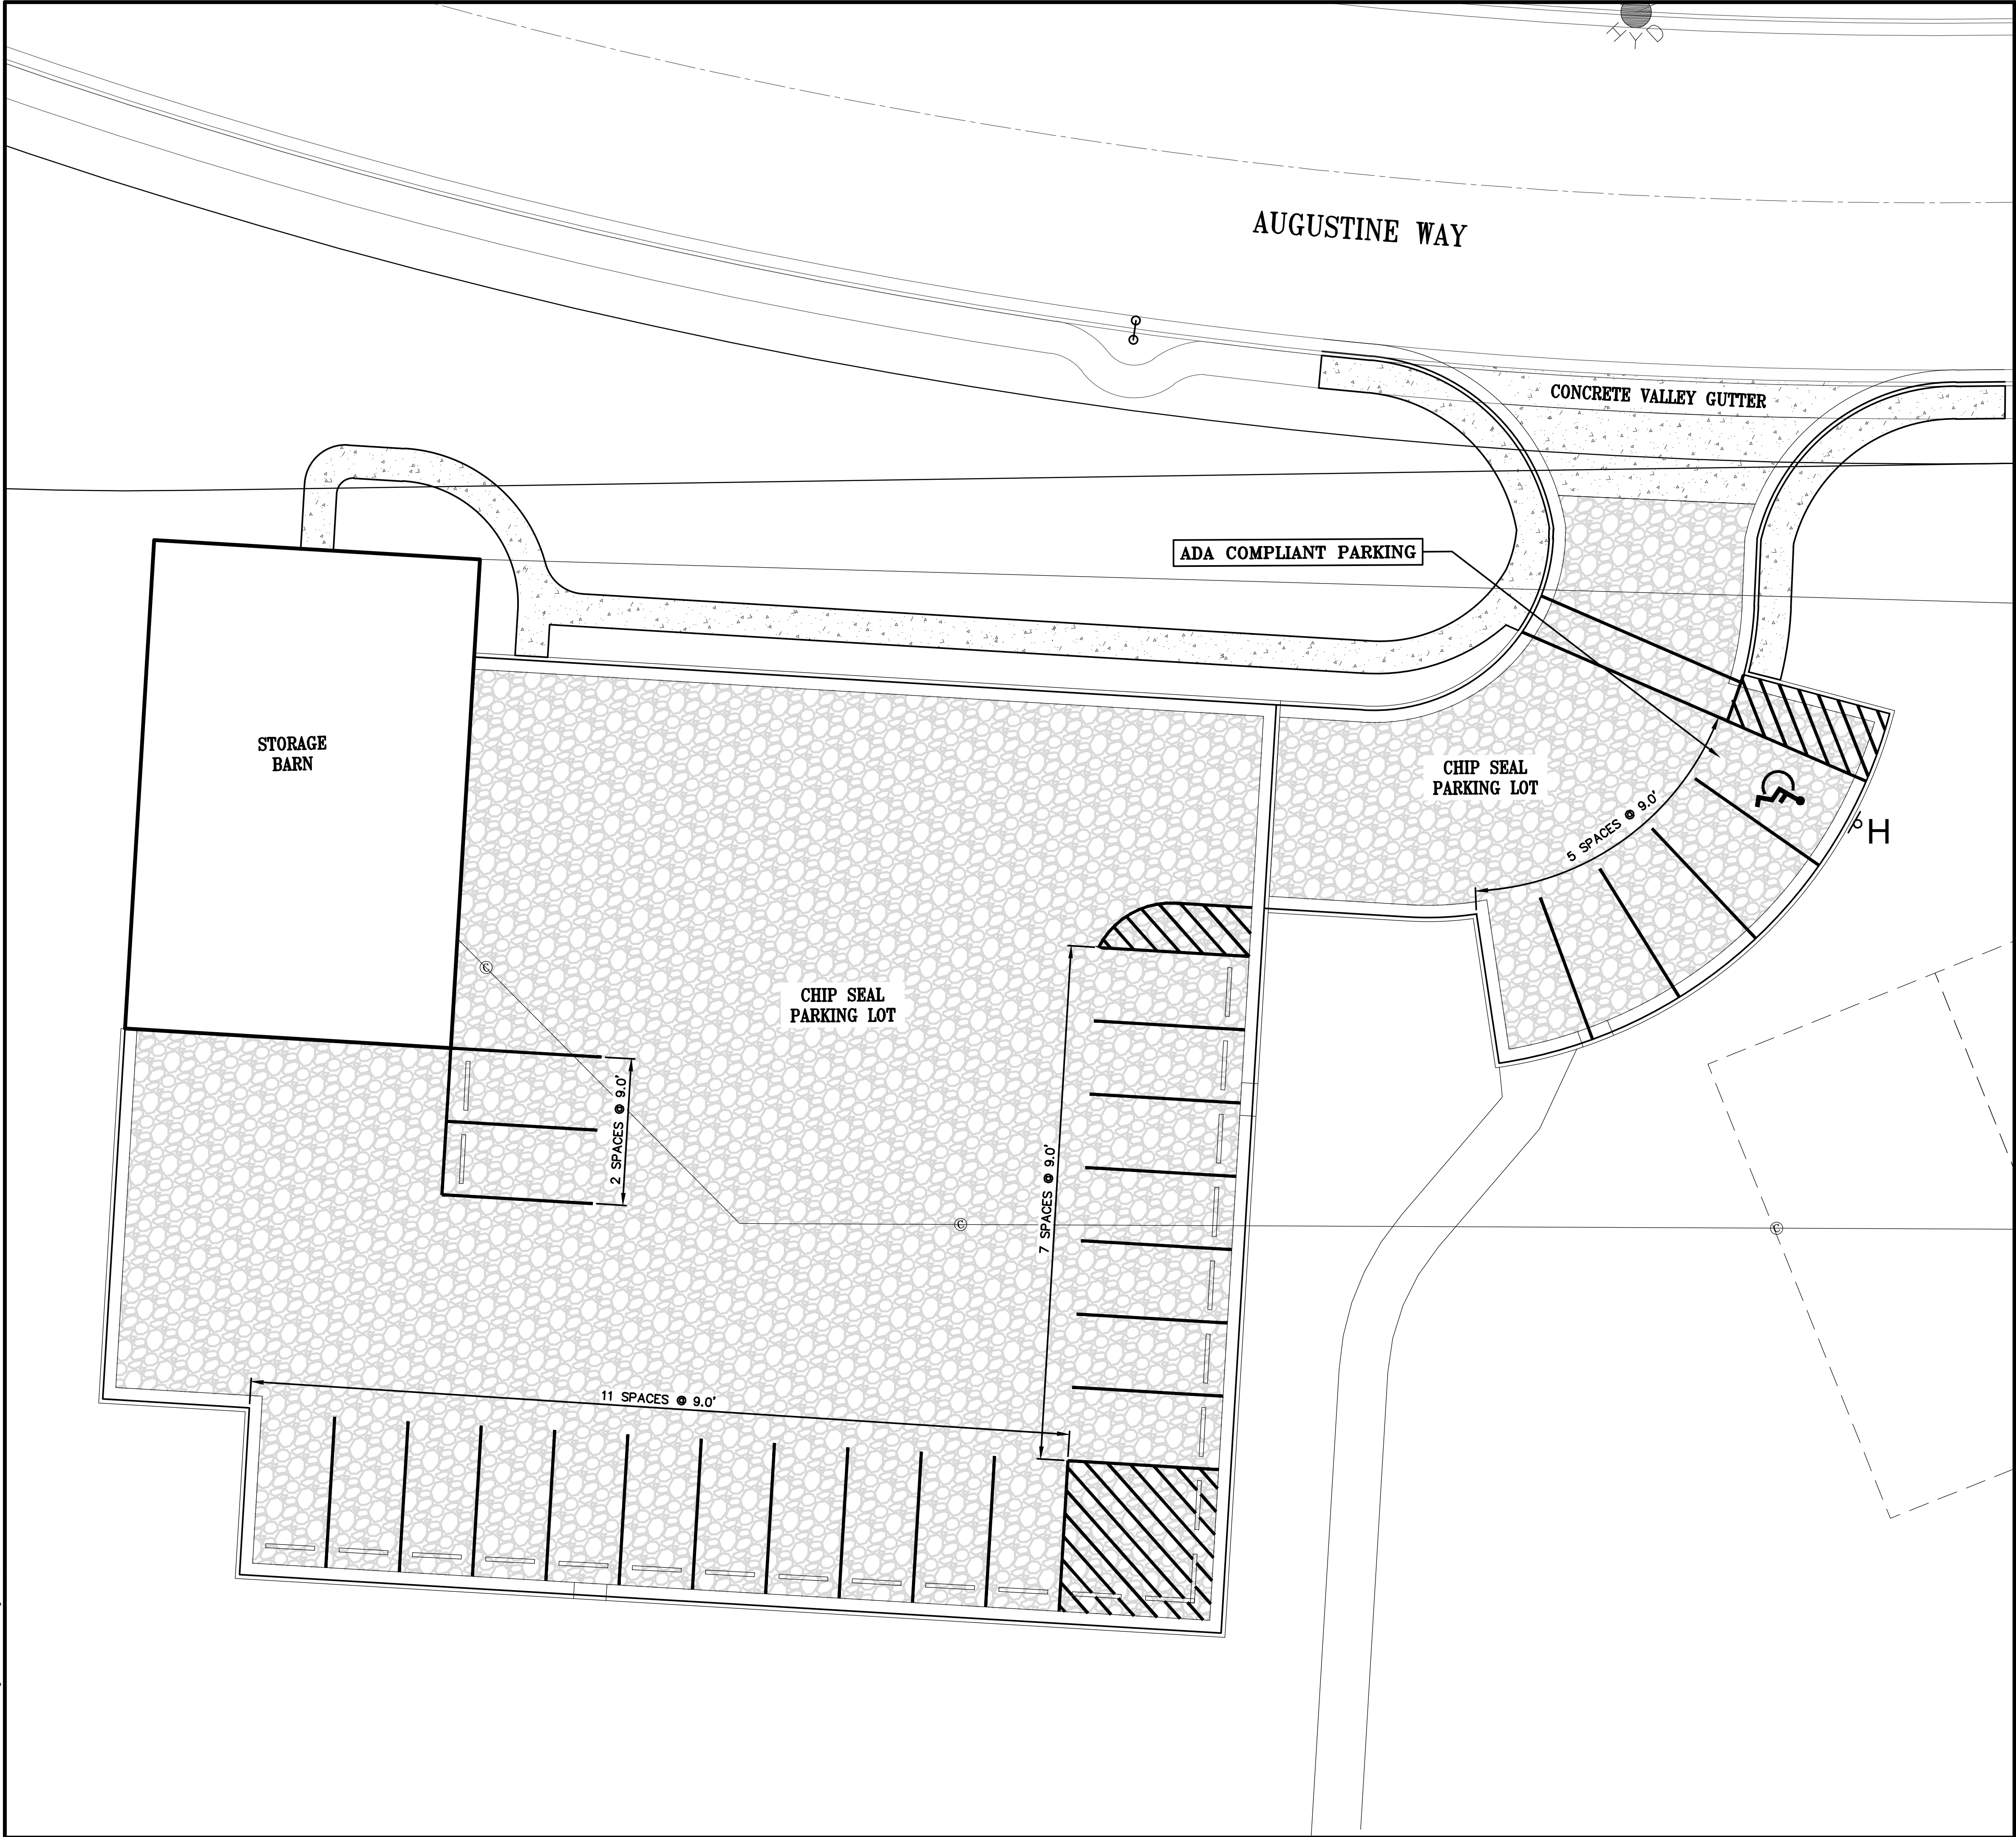 HYD
AUGUSTINE WAY
CONCRETE VALLEY GUTTER
ADA COMPLIANT PARKING
STORAGE
BARN
CHIP SEAL
PARKING LOT
5 SPACES @ 9.0'
H
©
CHIP SEAL
PARKING LOT
2 SPACES @ 9.0'
7 SPACES @ 9.0'
©
©
11 SPACES @ 9.0'